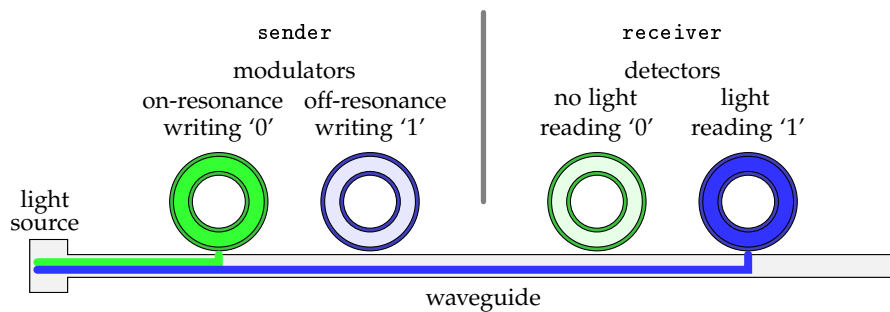 sender
receiver
modulators
detectors
on-resonance
writing ‘0’
off-resonance
writing ‘1’
no light
reading ‘0’
light
reading ‘1’
light
source
waveguide